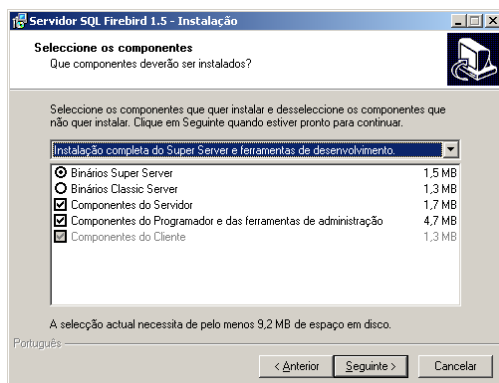 Servidor SQL Firebird 1.5 - Instalação
Seleccione os componentes
Que componentes deverão ser instalados?
Seleccione os componentes que quer instalar e desseleccione os componentes que
não quer instalar. Clique em Seguinte quando estiver pronto para continuar.
Instalação completa do Super Server e ferramentas de desenvolvimento.
Binários Super Server 1,5 MB
Binários Classic Server 1,3 MB
Componentes do Servidor 1,7 MB
Componentes do Programador e das ferramentas de administração 4,7 MB
Componentes do Cliente 1,3 MB
A selecção actual necessita de pelo menos 9,2 MB de espaço em disco.
Português
< Anterior Seguinte > Cancelar